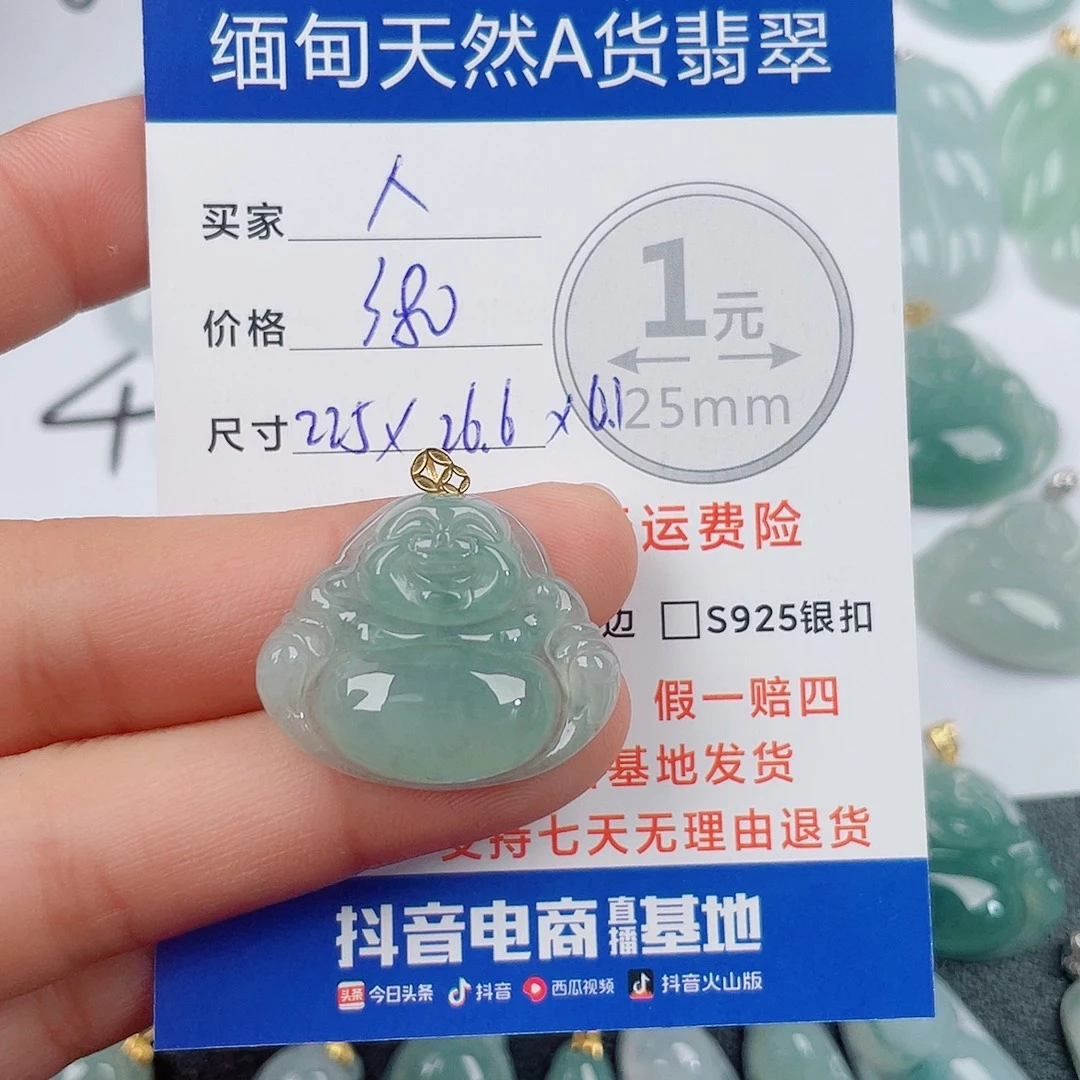 缅甸天然A货翡翠
买家 人
价格
尺寸 22.5 x 26.6 x 6.1
1元
25mm
运费险
边 □S925银扣
假一赔四
基地发货
支持七天无理由退货
抖音电商直播基地
头条 今日头条 抖音 西瓜视频 抖音火山版
4